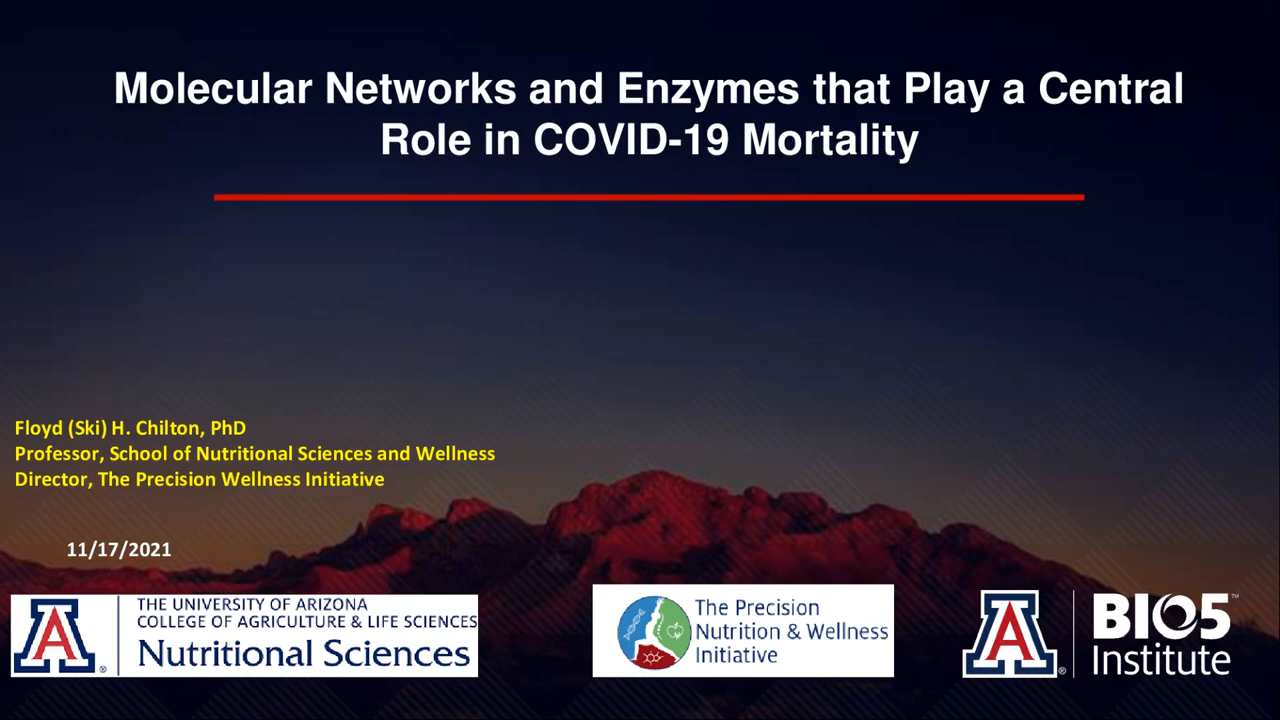 Molecular Networks and Enzymes that Play a Central
Role in COVID-19 Mortality
Floyd (Ski) H. Chilton, PhD
Professor, School of Nutritional Sciences and Wellness
Director, The Precision Wellness Initiative
11/17/2021
A®
THE UNIVERSITY OF ARIZONA
COLLEGE OF AGRICULTURE & LIFE SCIENCES
Nutritional Sciences
The Precision
Nutrition & Wellness
Initiative
A®
BIO5™
Institute